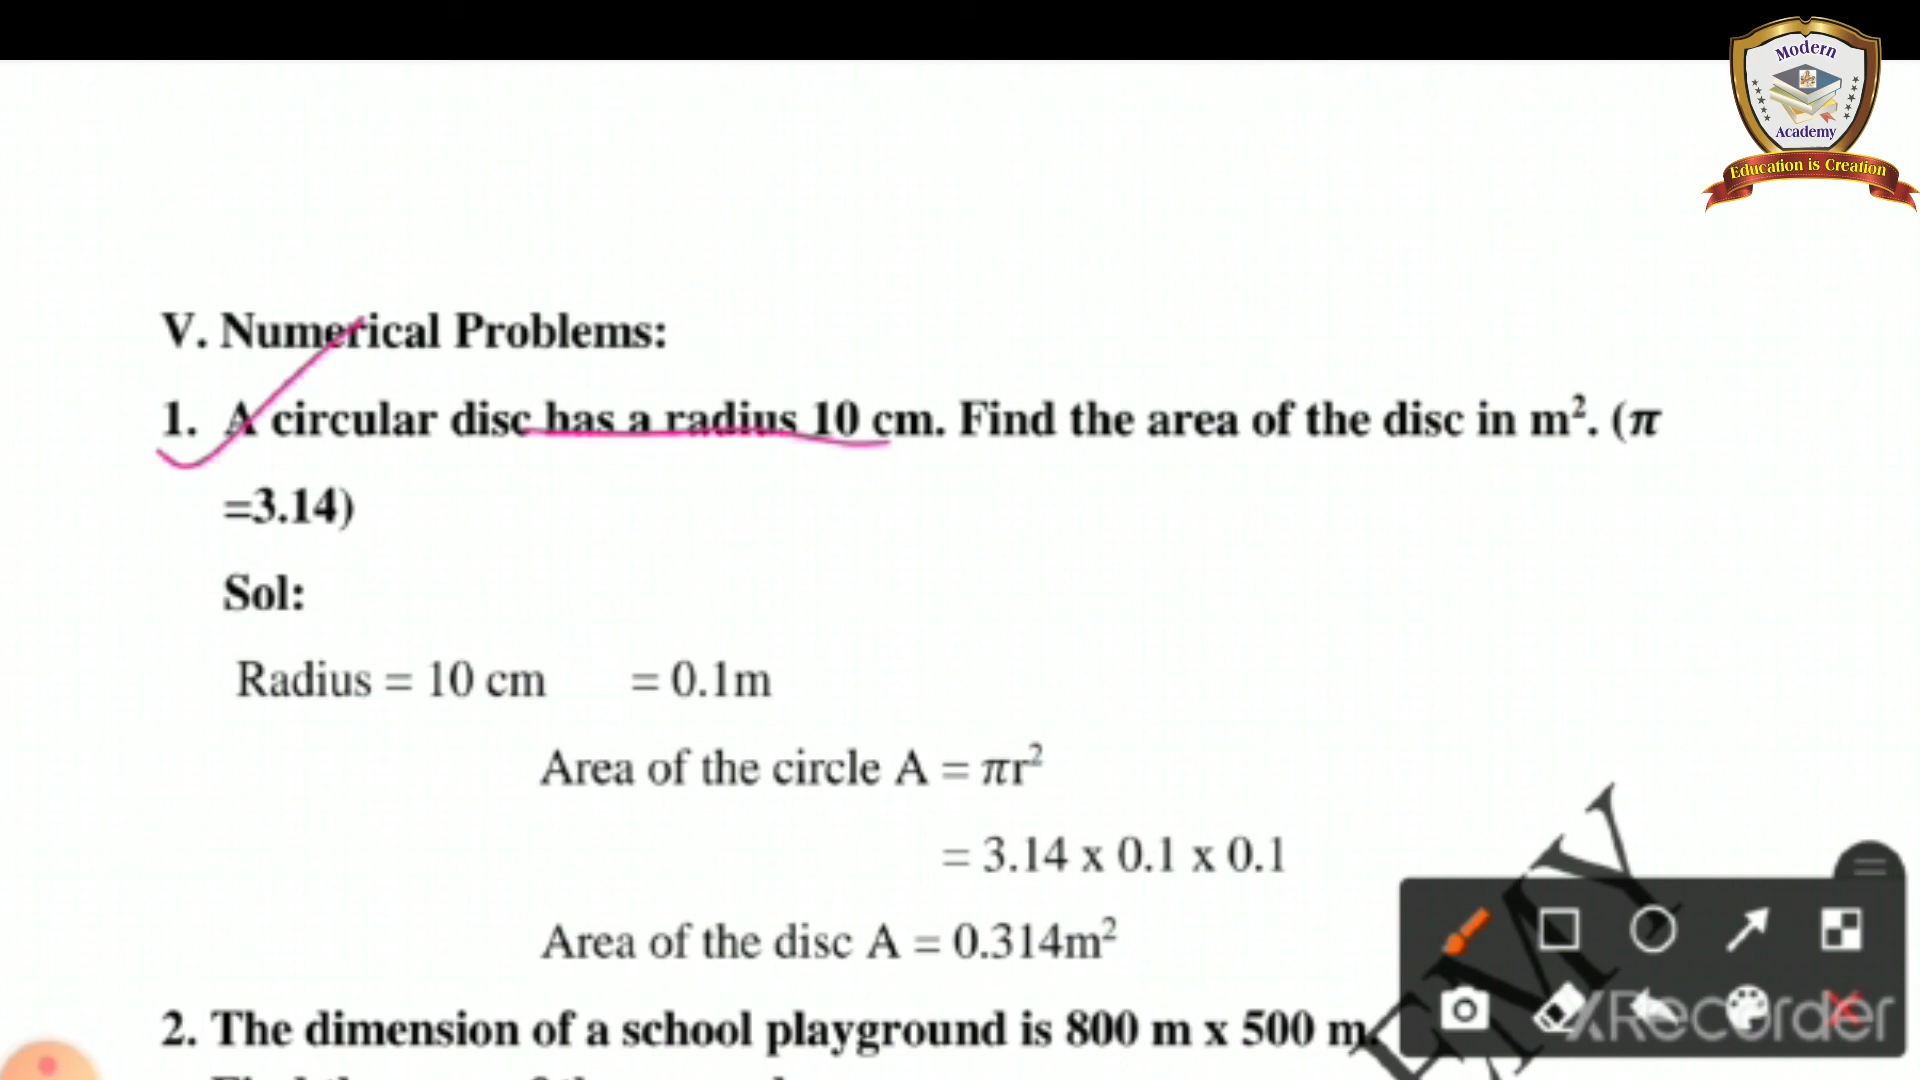 Modern
Academy
Education is Creation
V. Numerical Problems:
1. A circular disc has a radius 10 cm. Find the area of the disc in m². (π
=3.14)
Sol:
Radius = 10 cm = 0.1m
Area of the circle A = πr²
= 3.14 x 0.1 x 0.1
Area of the disc A = 0.314m²
2. The dimension of a school playground is 800 m x 500 m.
EMY
XRecorder